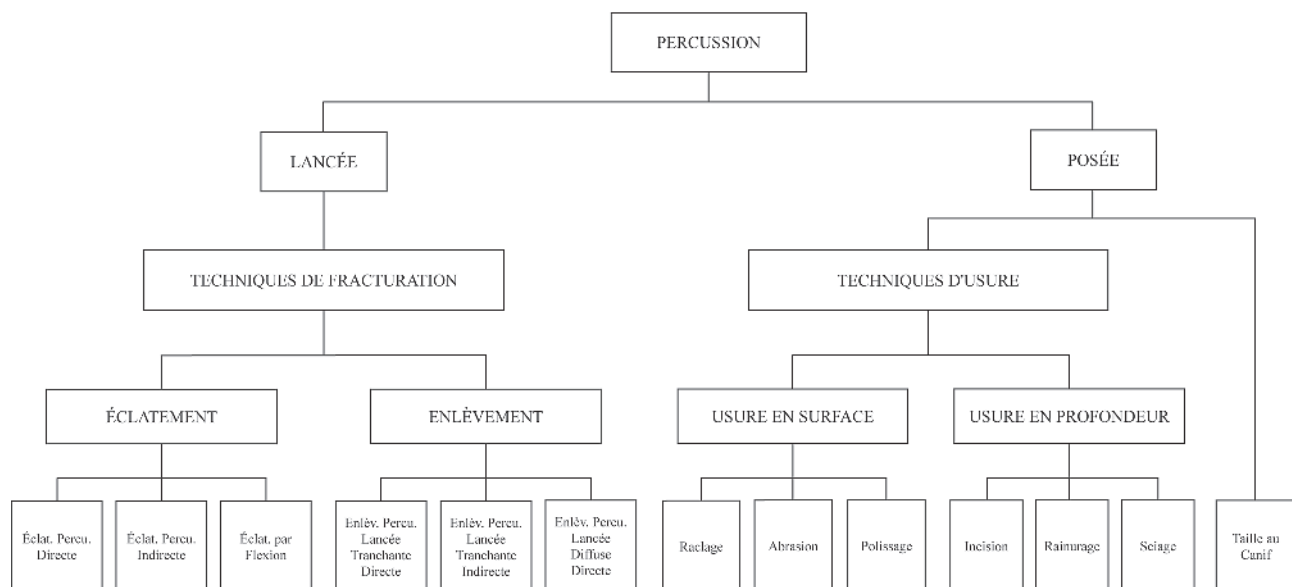 PERCUSSION
LANCÉE
POSÉE
TECHNIQUES DE FRACTURATION
TECHNIQUES D'USURE
ÉCLATEMENT
ENLÈVEMENT
USURE EN SURFACE
USURE EN PROFONDEUR
Éclat. Percu.
Directe
Éclat. Percu.
Indirecte
Éclat. par
Flexion
Enlèv. Percu.
Lancée
Tranchante
Directe
Enlèv. Percu.
Lancée
Tranchante
Indirecte
Enlèv. Percu.
Lancée
Diffuse
Directe
Raclage
Abrasion
Polissage
Incision
Rainurage
Sciage
Taille au
Canif